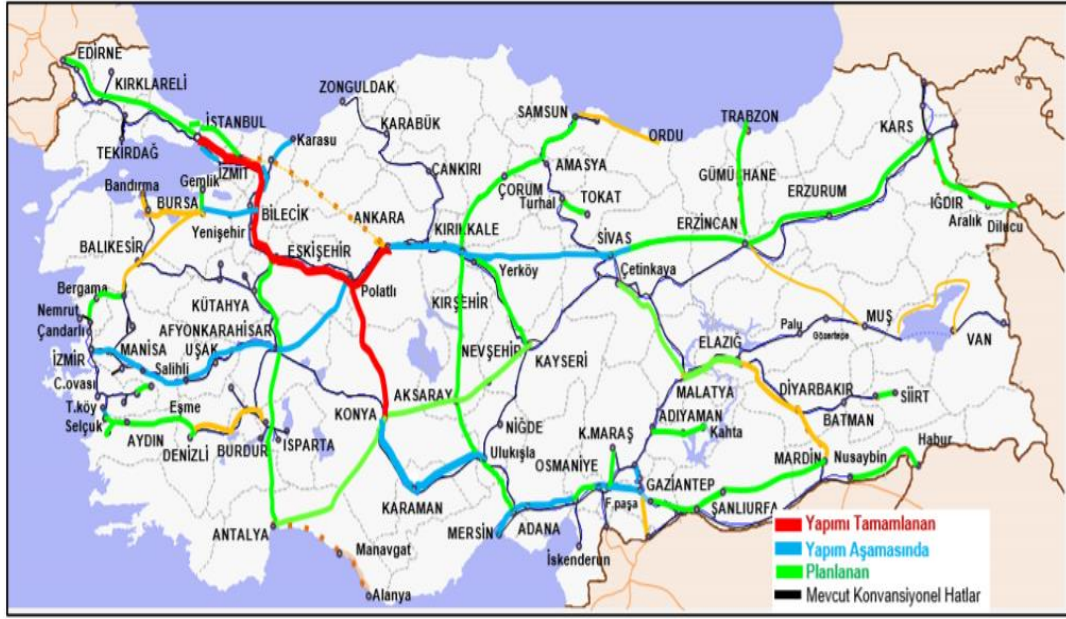 EDİRNE
KIRKLARELİ
ZONGULDAK
SAMSUN
TRABZON
İSTANBUL
KARABÜK
ORDU
KARS
Karasu
TEKİRDAĞ
İZMİT
AMASYA
Bandırma
Gemlik
ÇANKIRI
ÇORUM
GÜMÜŞHANE
BURSA
BİLECİK
Turhal
TOKAT
ERZURUM
IĞDIR
ANKARA
Aralık
Dilucu
Yenişehir
KIRIKKALE
ERZİNCAN
SİVAS
BALIKESİR
ESKİŞEHİR
Yerköy
Çetinkaya
Bergama
Polatlı
KÜTAHYA
KIRŞEHİR
Nemrut
MUŞ
Çandarlı
AFYONKARAHİSAR
Palu
Gözertepe
VAN
ELAZIĞ
İZMİR
MANİSA
UŞAK
NEVŞEHİR
KAYSERİ
Salihli
MALATYA
DİYARBAKIR
C.ovası
AKSARAY
SİİRT
BATMAN
T.köy
Eşme
KONYA
ADIYAMAN
Selçuk
NİĞDE
Kahta
AYDIN
ISPARTA
K.MARAŞ
Habur
DENİZLİ
BURDUR
Ulukışla
MARDİN
Nusaybin
OSMANİYE
GAZİANTEP
KARAMAN
F.paşa
ŞANLIURFA
ANTALYA
MERSİN
ADANA
Manavgat
İskenderun
Alanya
Yapımı Tamamlanan
Yapım Aşamasında
Planlanan
Mevcut Konvansiyonel Hatlar